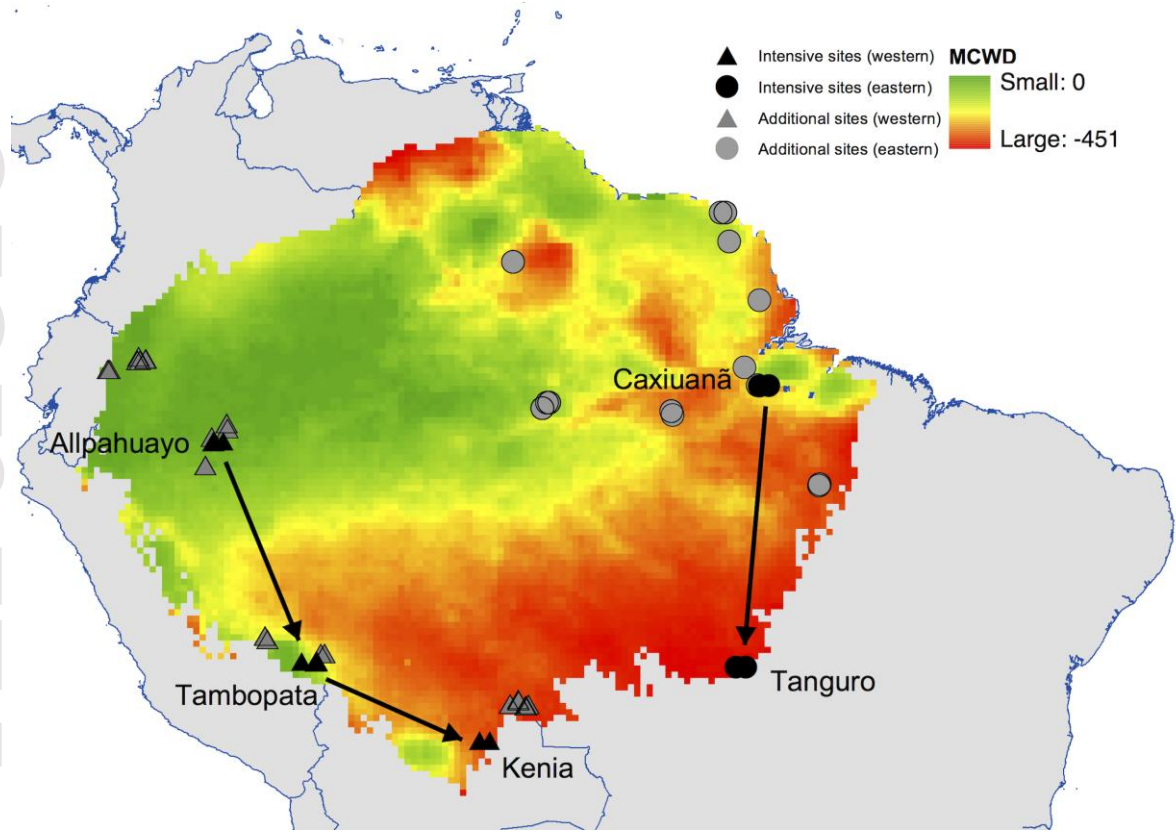 Intensive sites (western)
Intensive sites (eastern)
Additional sites (western)
Additional sites (eastern)
MCWD
Small: 0
Large: -451
Caxiuanã
Allpahuayo
Tambopata
Tanguro
Kenia